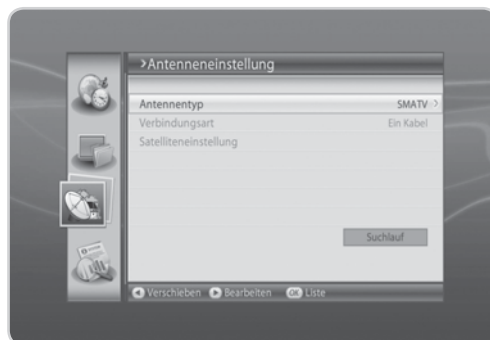 >Antenneneinstellung
Antennentyp SMATV >
Verbindungsart Ein Kabel
Satelliteneinstellung
Suchlauf
Verschieben Bearbeiten OK Liste